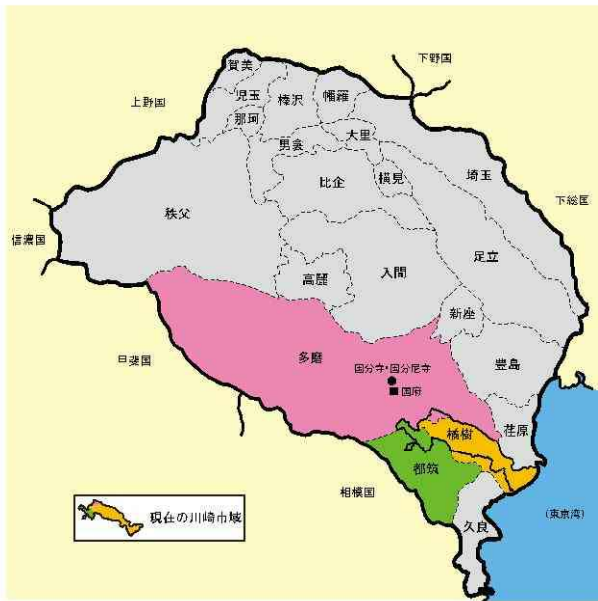 下野国
賀美
上野国
児玉
榛沢
幡羅
那珂
大里
男衾
埼玉
比企
横見
下総国
秩父
足立
信濃国
入間
高麗
新座
多磨
甲斐国
豊島
国分寺・国分尼寺
国府
橘樹
荏原
都筑
相模国
(東京湾)
現在の川崎市域
久良